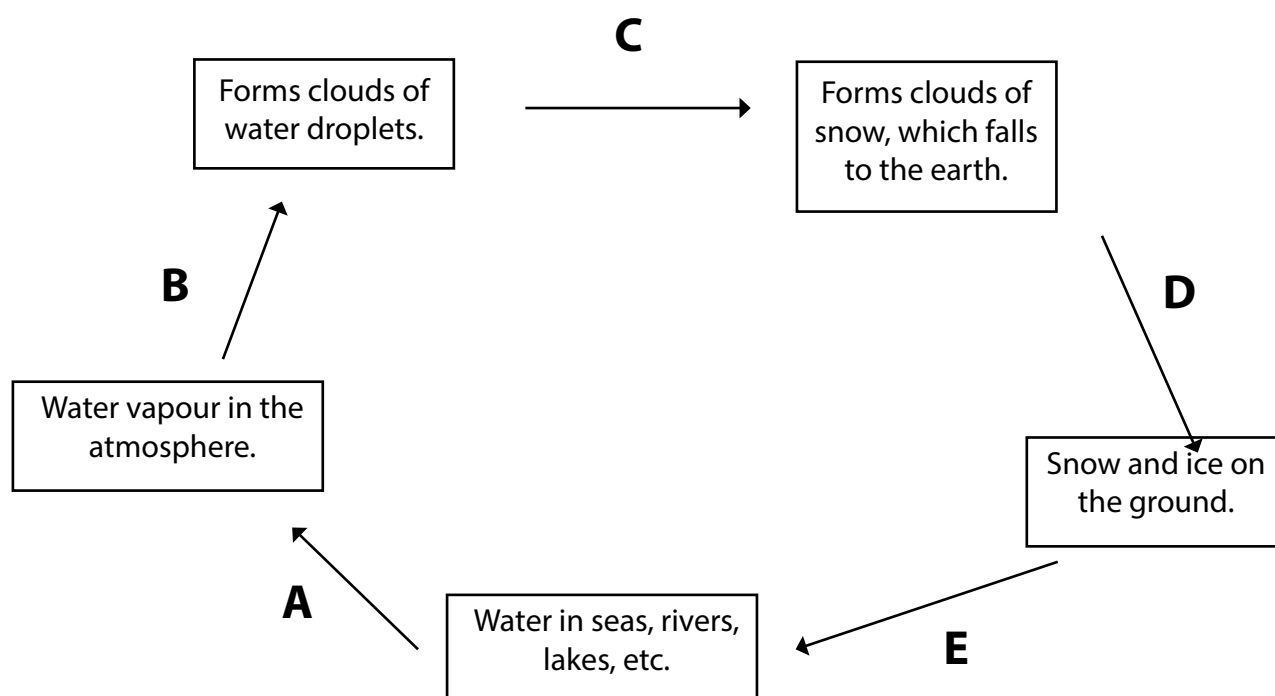 C
Forms clouds of
water droplets.
Forms clouds of
snow, which falls
to the earth.
B
D
Water vapour in the
atmosphere.
Snow and ice on
the ground.
A
Water in seas, rivers,
lakes, etc.
E